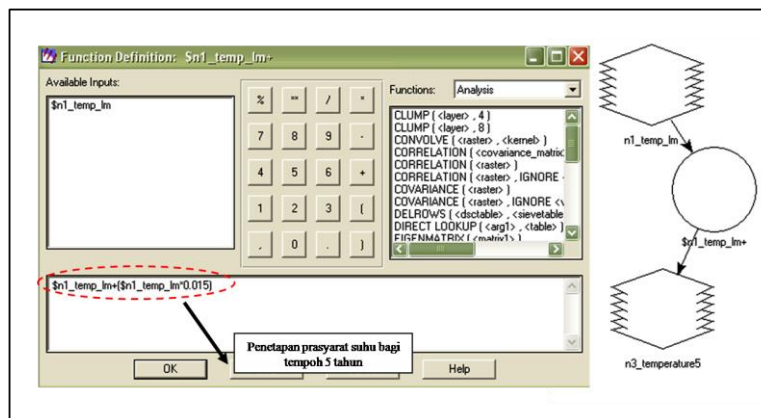 Function Definition: $n1_temp_lm+
Available Inputs:
$n1_temp_lm
Functions:
Analysis
% ** / *
7 8 9 -
4 5 6 +
1 2 3 (
, 0 . )
CLUMP ( <layer> , 4 )
CLUMP ( <layer> , 8 )
CONVOLVE ( <raster> , <kernel> )
CORRELATION ( <covariance_matrix
CORRELATION ( <raster> )
CORRELATION ( <raster> , IGNORE <
COVARIANCE ( <raster> )
COVARIANCE ( <raster> , IGNORE <v
DELROWS ( <dsctable> , <sievetable
DIRECT LOOKUP ( <arg1> , <table> )
EIGENMATRIX ( <matrix1> )
$n1_temp_lm+($n1_temp_lm*0.015)
Penetapan prasyarat suhu bagi
tempoh 5 tahun
OK
Help
n1_temp_lm
$n1_temp_lm+
n3_temperature5